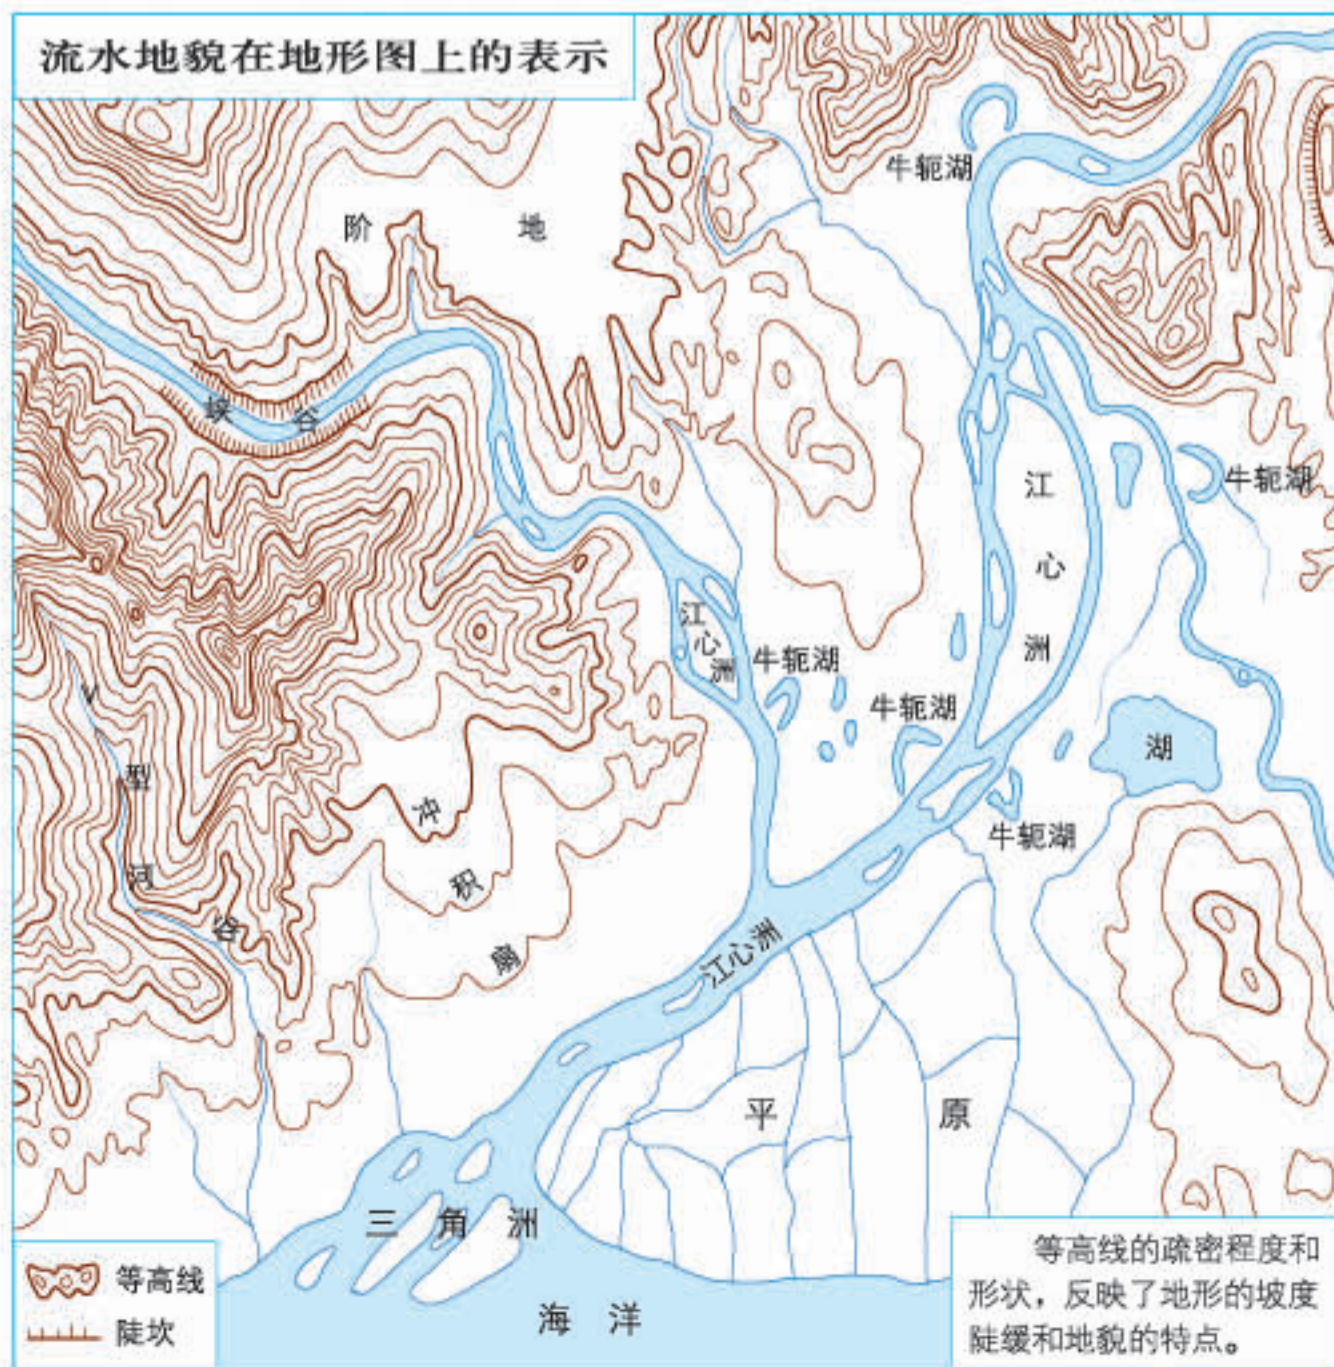 流水地貌在地形图上的表示
牛轭湖
阶地
峡谷
牛轭湖
江心洲
江心洲
牛轭湖
牛轭湖
湖
V型河谷
牛轭湖
冲积扇
江心洲
平原
三角洲
海洋
等高线
陡坎
等高线的疏密程度和
形状，反映了地形的坡度
陡缓和地貌的特点。